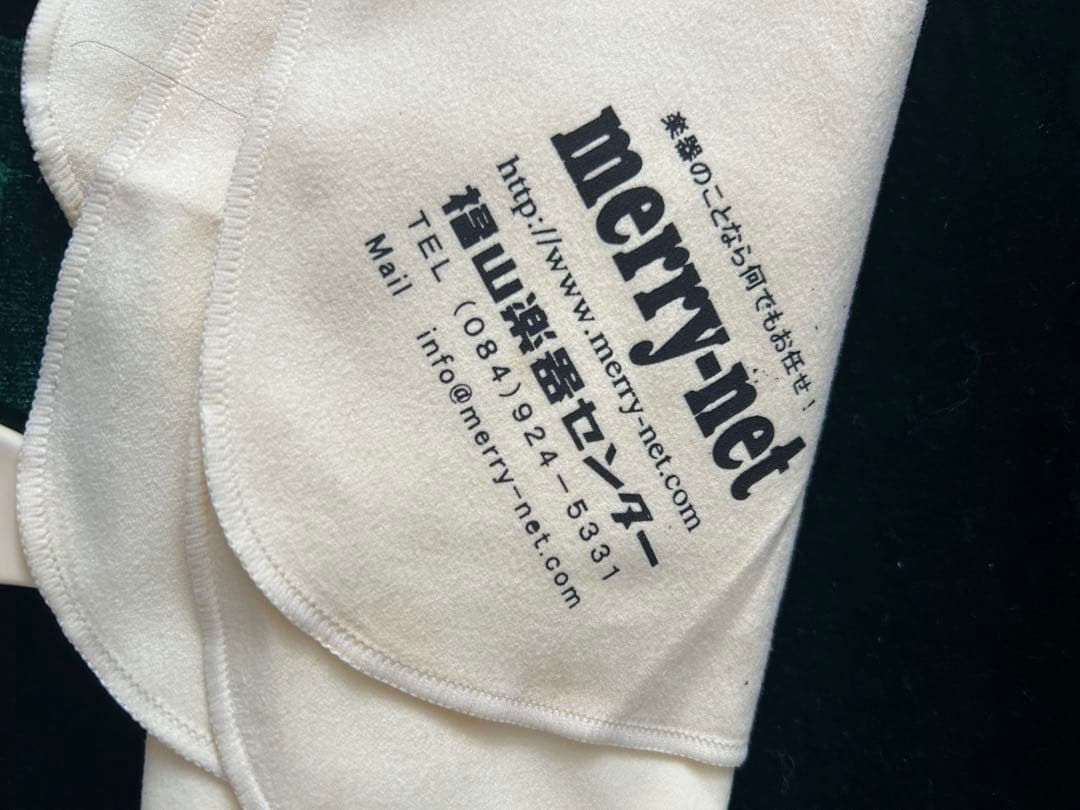 楽器のことなら何でもお任せ！
merry-net
http://www.merry-net.com
楢山楽器センター
TEL (084)924-5331
Mail info@merry-net.com